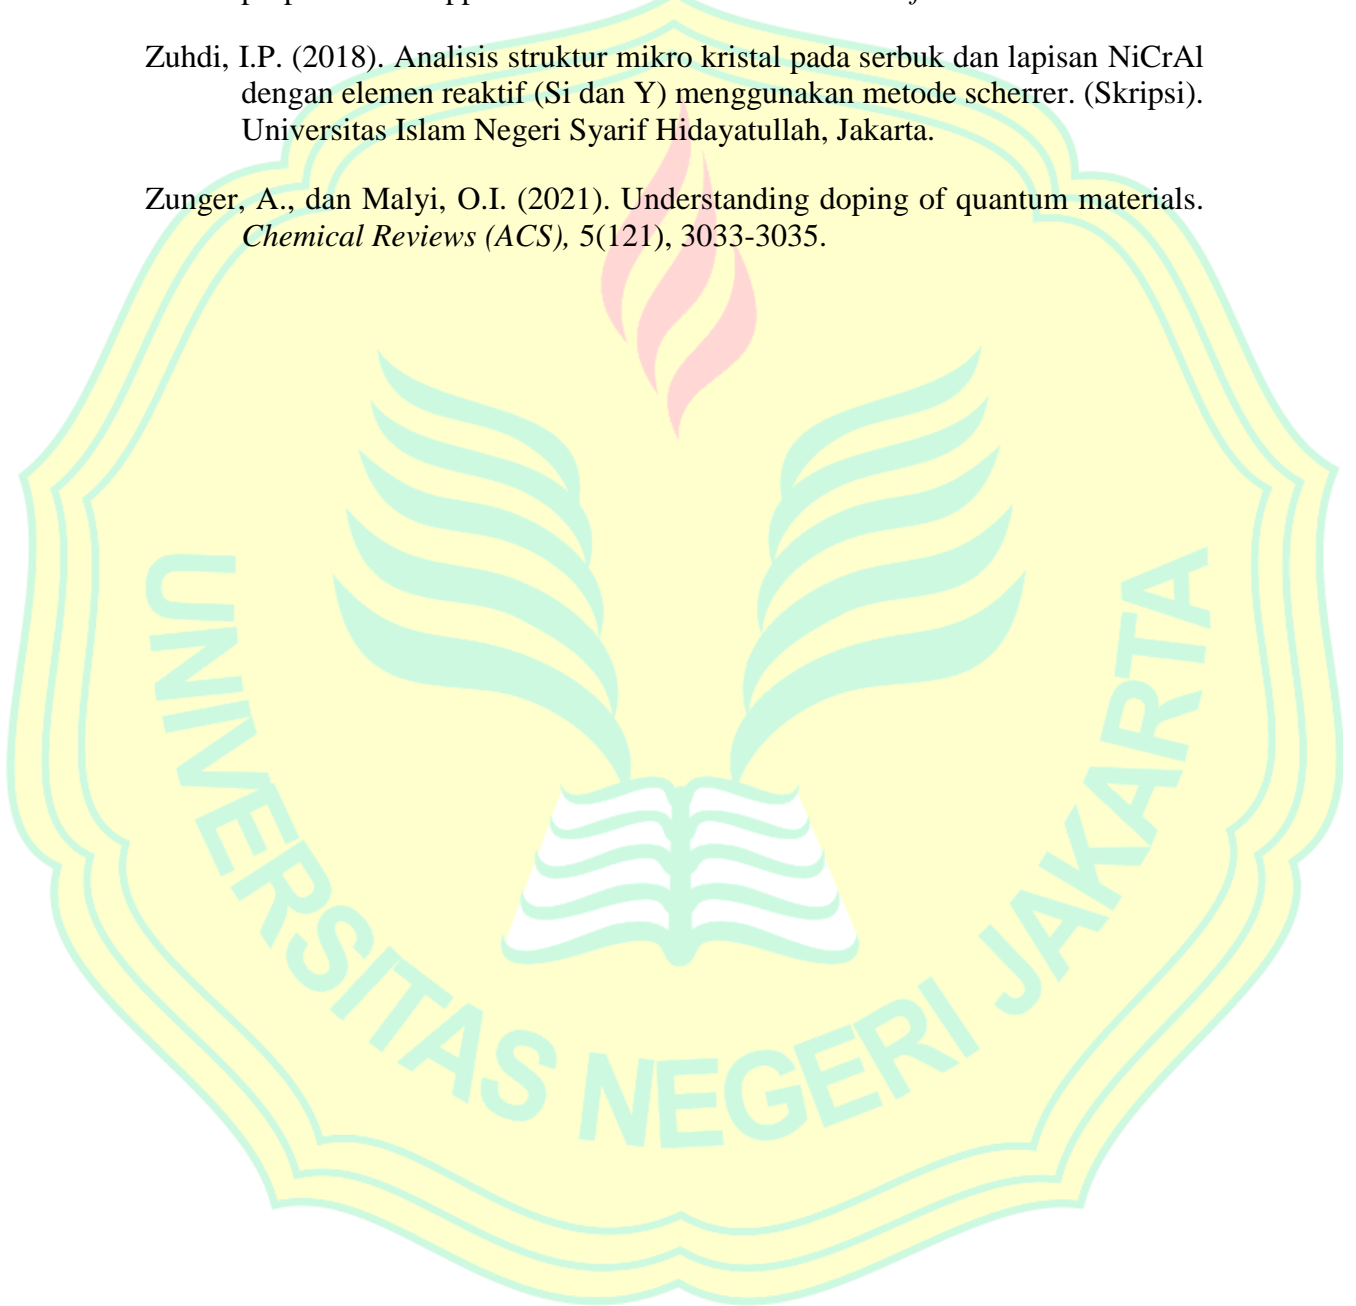 Zuhdi, I.P. (2018). Analisis struktur mikro kristal pada serbuk dan lapisan NiCrAl
dengan elemen reaktif (Si dan Y) menggunakan metode scherrer. (Skripsi).
Universitas Islam Negeri Syarif Hidayatullah, Jakarta.
Zunger, A., dan Malyi, O.I. (2021). Understanding doping of quantum materials.
Chemical Reviews (ACS), 5(121), 3033-3035.
UNIVERSITAS NEGERI JAKARTA